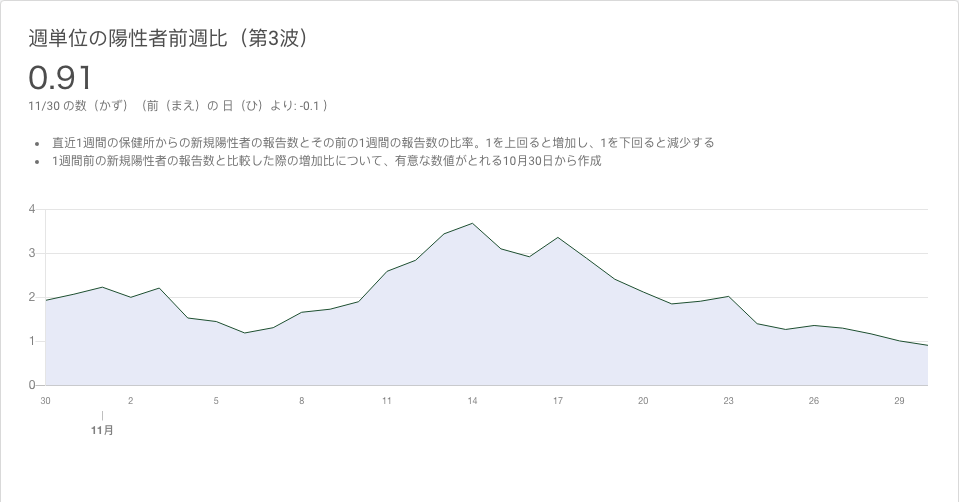 週単位の陽性者前週比（第3波）
0.91
11/30 の数（かず）（前（まえ）の 日（ひ）より: -0.1 ）
• 直近1週間の保健所からの新規陽性者の報告数とその前の1週間の報告数の比率。1を上回ると増加し、1を下回ると減少する
• 1週間前の新規陽性者の報告数と比較した際の増加比について、有意な数値がとれる10月30日から作成
4
3
2
1
0
30 2 5 8 11 14 17 20 23 26 29
11月